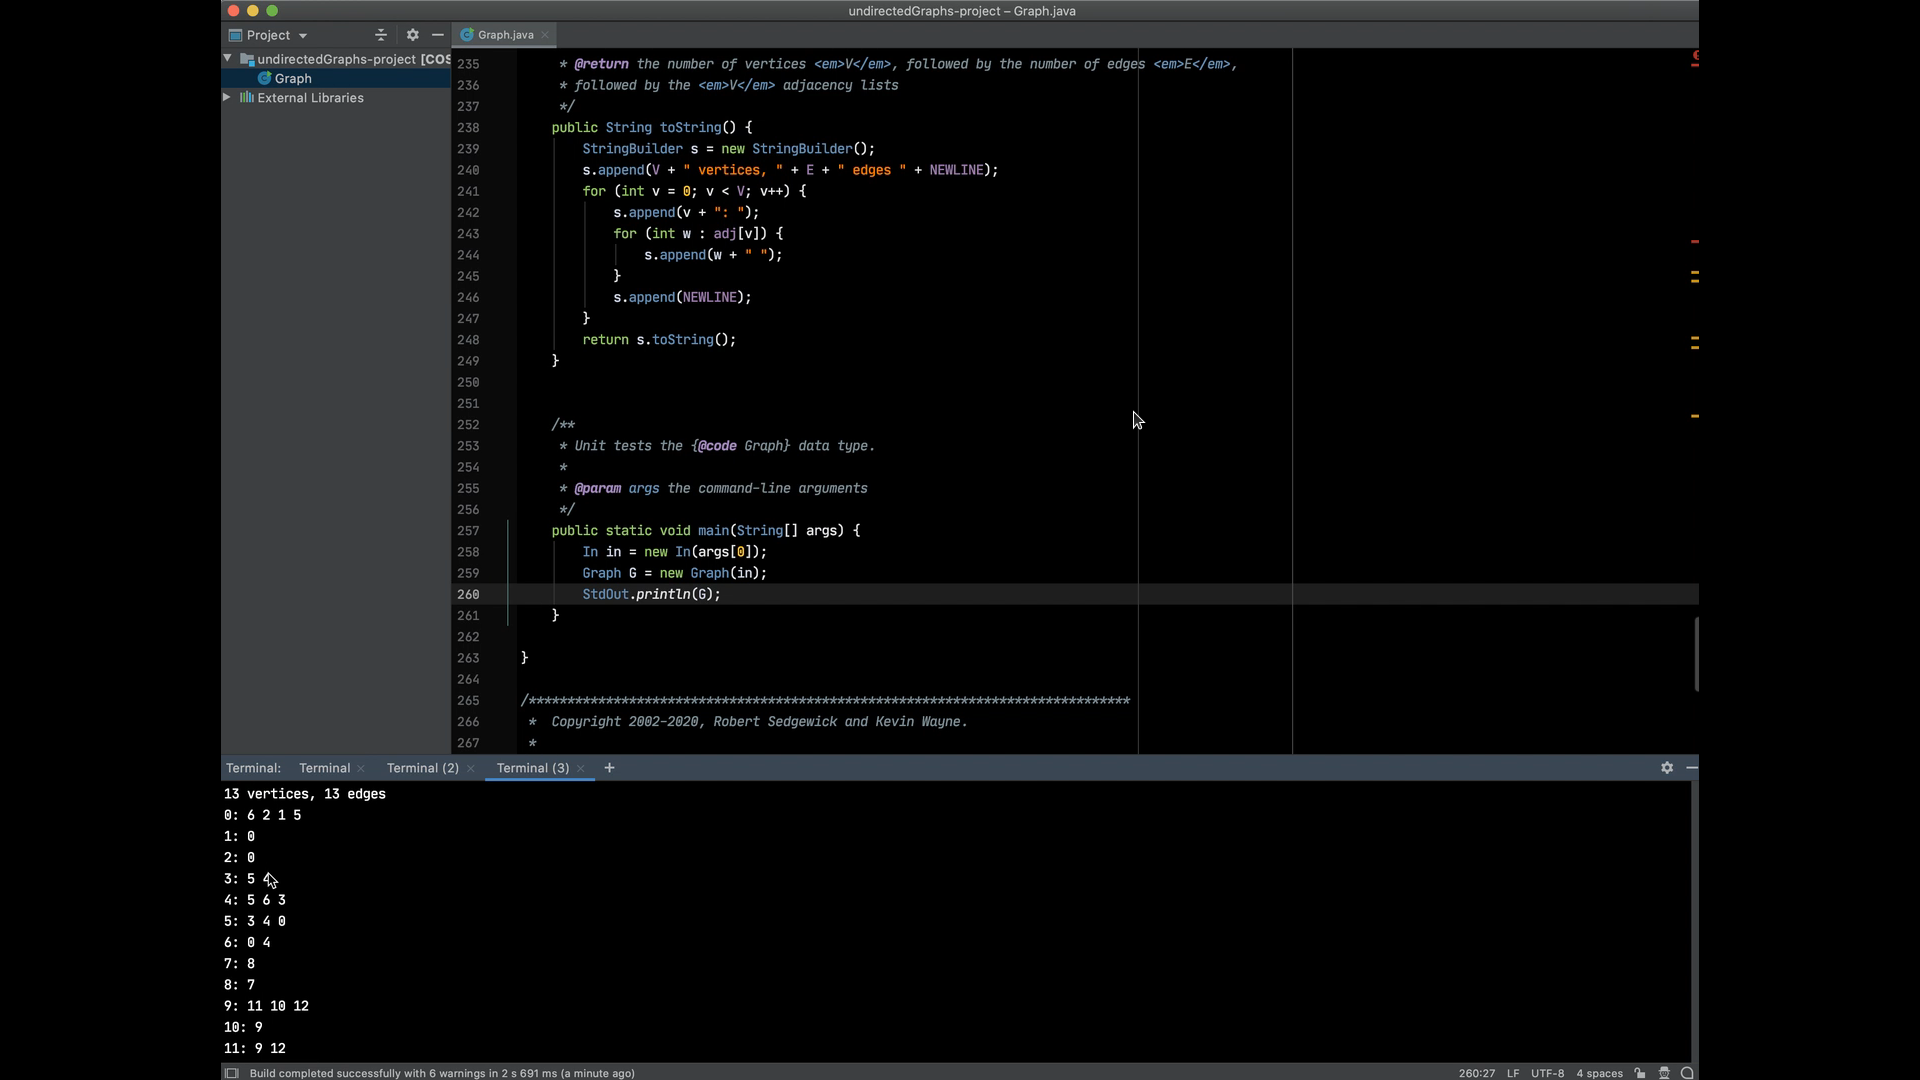 undirectedGraphs-project – Graph.java
Project
Graph.java
undirectedGraphs-project [COS
Graph
External Libraries
235 * @return the number of vertices <em>V</em>, followed by the number of edges <em>E</em>,
236 * followed by the <em>V</em> adjacency lists
237 */
238 public String toString() {
239 StringBuilder s = new StringBuilder();
240 s.append(V + " vertices, " + E + " edges " + NEWLINE);
241 for (int v = 0; v < V; v++) {
242 s.append(v + ": ");
243 for (int w : adj[v]) {
244 s.append(w + " ");
245 }
246 s.append(NEWLINE);
247 }
248 return s.toString();
249 }
250
251
252 /**
253 * Unit tests the {@code Graph} data type.
254 *
255 * @param args the command-line arguments
256 */
257 public static void main(String[] args) {
258 In in = new In(args[0]);
259 Graph G = new Graph(in);
260 StdOut.println(G);
261 }
262
263 }
264
265 /******************************************************************************
266 * Copyright 2002-2020, Robert Sedgewick and Kevin Wayne.
267 *
Terminal: Terminal Terminal (2) Terminal (3)
13 vertices, 13 edges
0: 6 2 1 5
1: 0
2: 0
3: 5 4
4: 5 6 3
5: 3 4 0
6: 0 4
7: 8
8: 7
9: 11 10 12
10: 9
11: 9 12
Build completed successfully with 6 warnings in 2 s 691 ms (a minute ago)
260:27 LF UTF-8 4 spaces